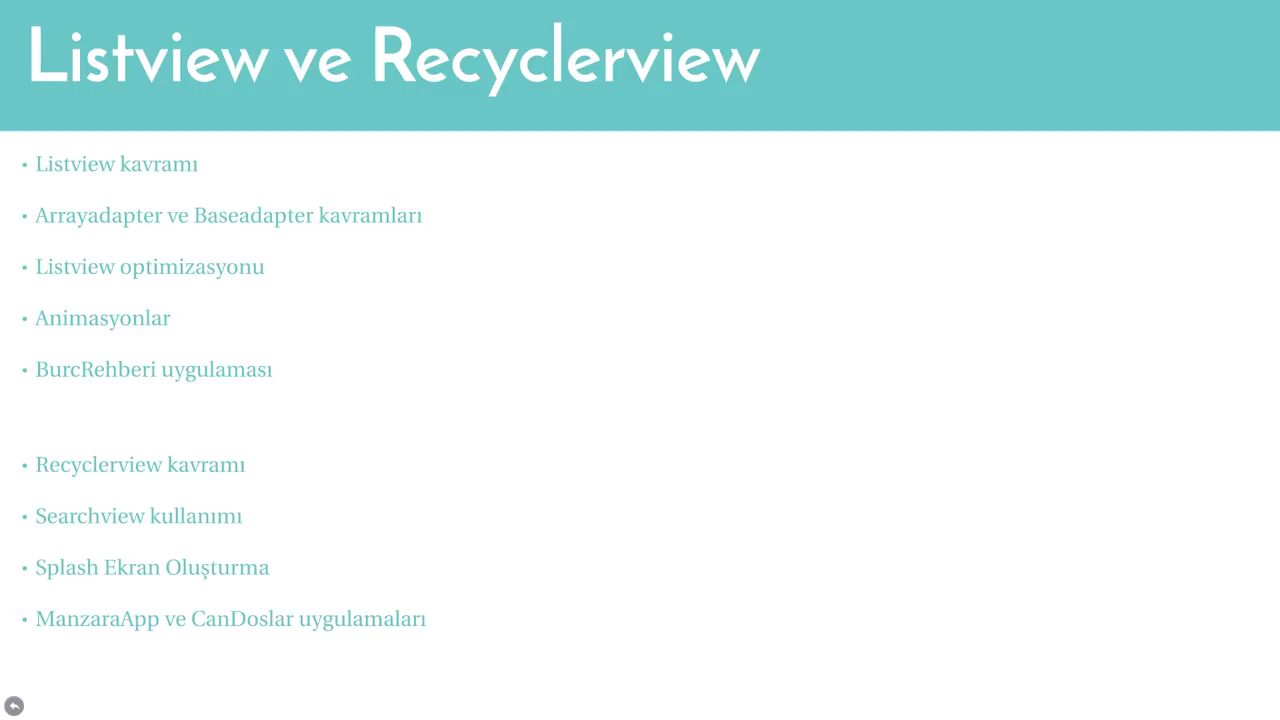 Listview ve Recyclerview
• Listview kavramı
• Arrayadapter ve Baseadapter kavramları
• Listview optimizasyonu
• Animasyonlar
• BurcRehberi uygulaması
• Recyclerview kavramı
• Searchview kullanımı
• Splash Ekran Oluşturma
• ManzaraApp ve CanDoslar uygulamaları